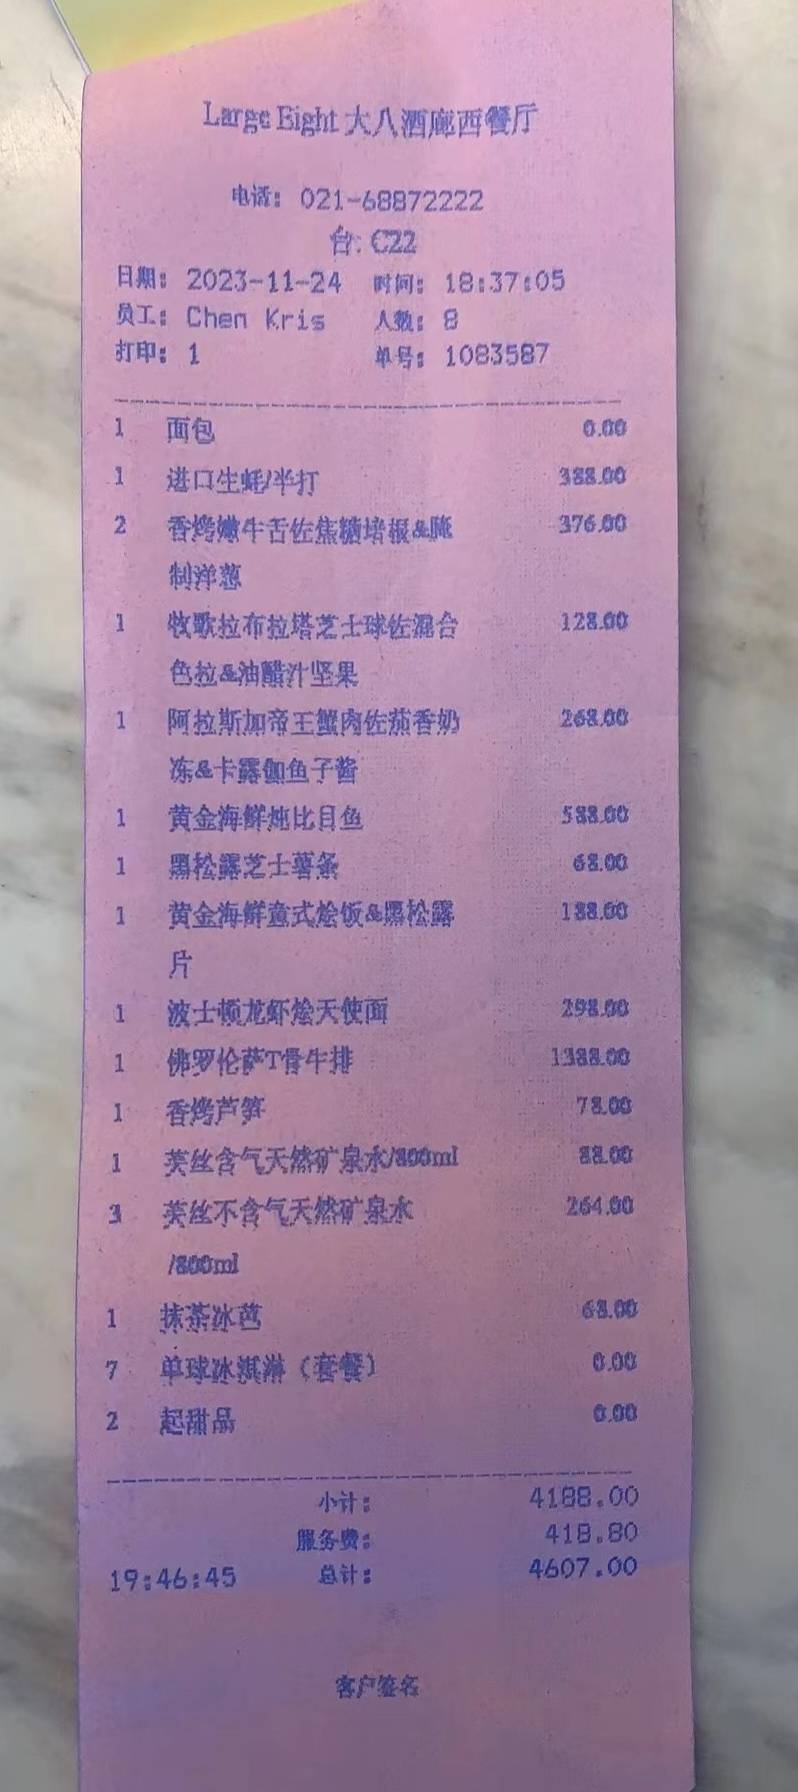 Large Eight 大八酒廊西餐厅
电话: 021-68872222
台: C22
日期: 2023-11-24 时间: 18:37:05
员工: Chen Kris 人数: 8
打印: 1 单号: 1083587
1 面包 0.00
1 进口生蚝/半打 388.00
2 香烤嫩牛舌佐焦糖培根&腌 376.00
制洋葱
1 牧歌拉布拉塔芝士球佐混合 128.00
色拉&油醋汁坚果
1 阿拉斯加帝王蟹肉佐茄香奶 268.00
冻&卡露伽鱼子酱
1 黄金海鲜炖比目鱼 588.00
1 黑松露芝士薯条 68.00
1 黄金海鲜意式烩饭&黑松露 188.00
片
1 波士顿龙虾烩天使面 298.00
1 佛罗伦萨T骨牛排 1388.00
1 香烤芦笋 78.00
1 芙丝含气天然矿泉水/800ml 88.00
3 芙丝不含气天然矿泉水 264.00
/800ml
1 抹茶冰芭 68.00
7 单球冰淇淋（套餐） 0.00
2 起甜品 0.00
小计: 4188.00
服务费: 418.80
19:46:45 总计: 4607.00
客户签名